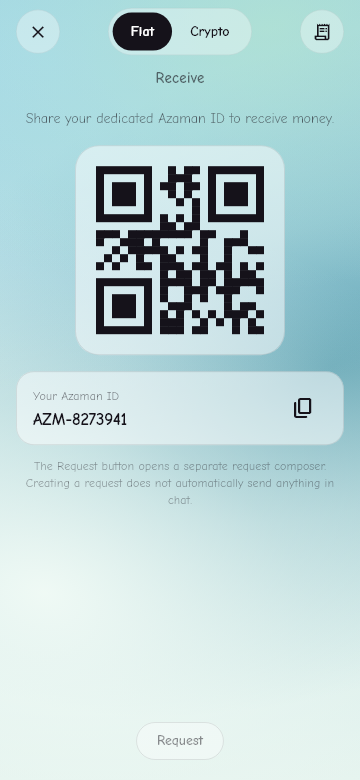 Fiat
Crypto
Receive
Share your dedicated Azaman ID to receive money.
Your Azaman ID
AZM-8273941
The Request button opens a separate request composer.
Creating a request does not automatically send anything in
chat.
Request